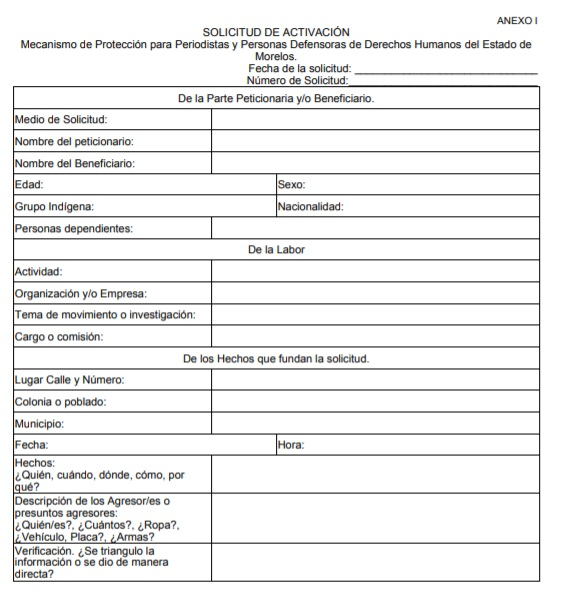 ANEXO I
SOLICITUD DE ACTIVACIÓN
Mecanismo de Protección para Periodistas y Personas Defensoras de Derechos Humanos del Estado de
Morelos.
Fecha de la solicitud: ______________________________
Número de Solicitud:_______________________________
De la Parte Peticionaria y/o Beneficiario.
Medio de Solicitud:
Nombre del peticionario:
Nombre del Beneficiario:
Edad: Sexo:
Grupo Indígena: Nacionalidad:
Personas dependientes:
De la Labor
Actividad:
Organización y/o Empresa:
Tema de movimiento o investigación:
Cargo o comisión:
De los Hechos que fundan la solicitud.
Lugar Calle y Número:
Colonia o poblado:
Municipio:
Fecha: Hora:
Hechos:
¿Quién, cuándo, dónde, cómo, por
qué?
Descripción de los Agresor/es o
presuntos agresores:
¿Quién/es?, ¿Cuántos?, ¿Ropa?,
¿Vehículo, Placa?, ¿Armas?
Verificación. ¿Se triangulo la
información o se dio de manera
directa?